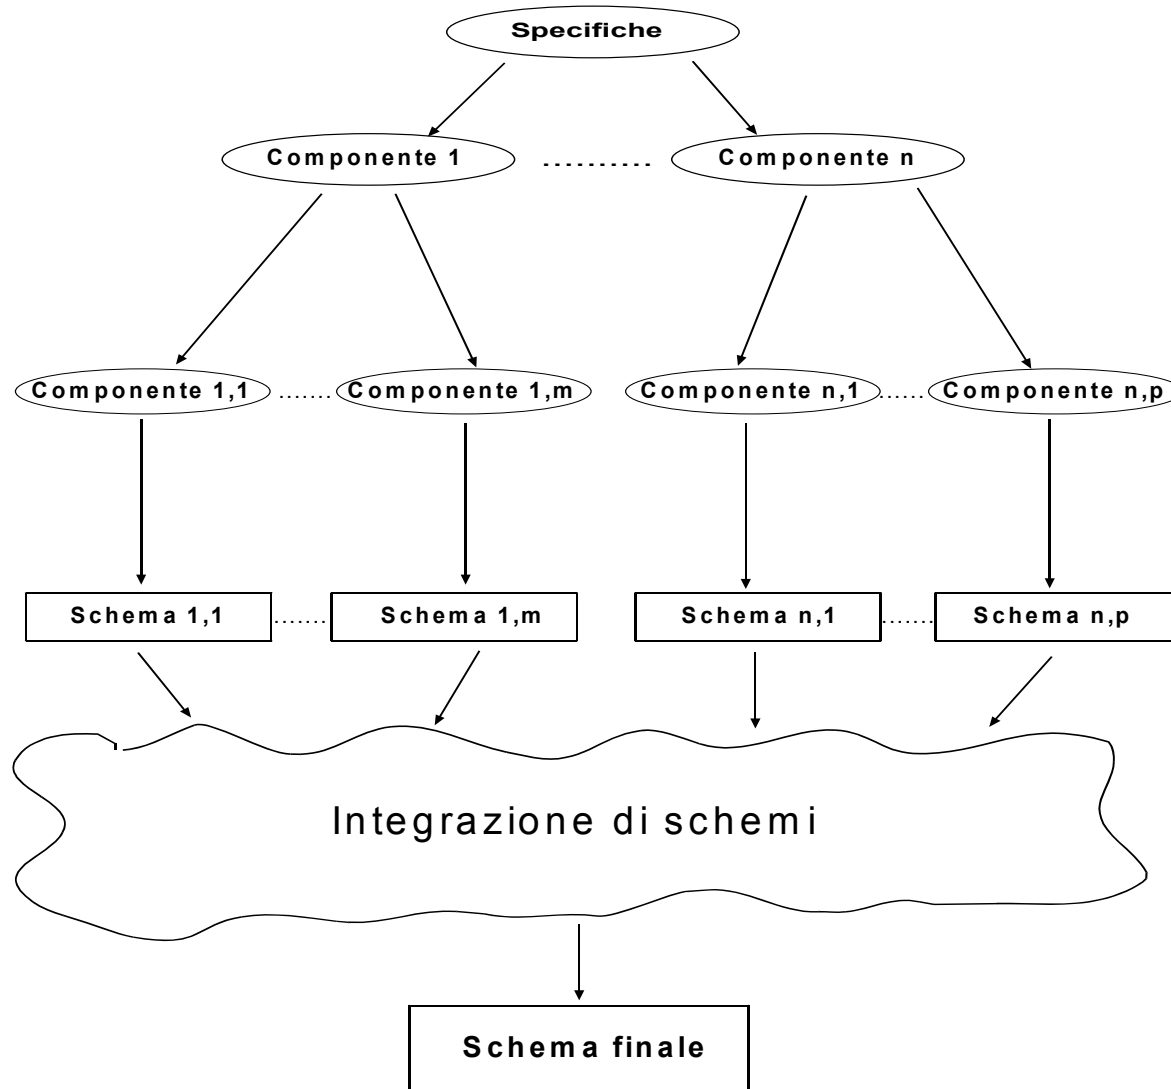 Specifiche
Componente 1 .......... Componente n
Componente 1,1 ....... Componente 1,m Componente n,1 ...... Componente n,p
Schema 1,1 ....... Schema 1,m Schema n,1 ....... Schema n,p
Integrazione di schemi
Schema finale